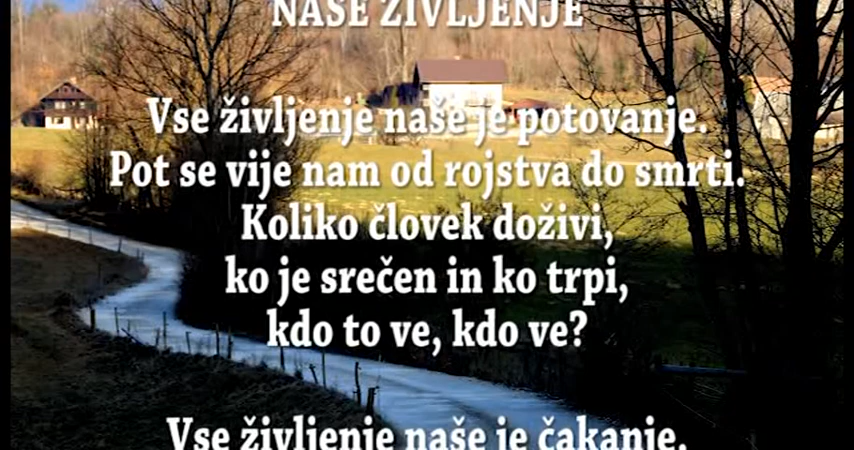 NAŠE ŽIVLJENJE
Vse življenje naše je potovanje.
Pot se vije nam od rojstva do smrti.
Koliko človek doživi,
ko je srečen in ko trpi,
kdo to ve, kdo ve?
Vse življenje naše je čakanje.